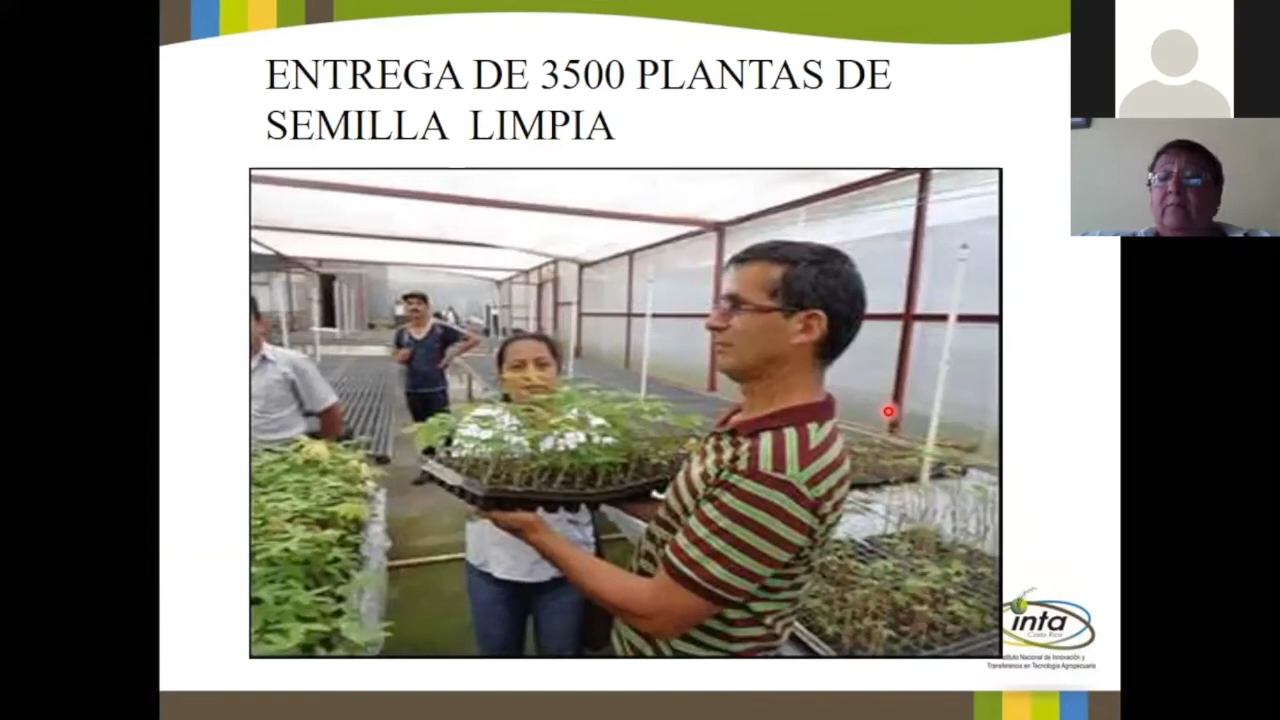 ENTREGA DE 3500 PLANTAS DE
SEMILLA LIMPIA
inta
Costa Rica
Instituto Nacional de Innovación y
Transferencia en Tecnología Agropecuaria